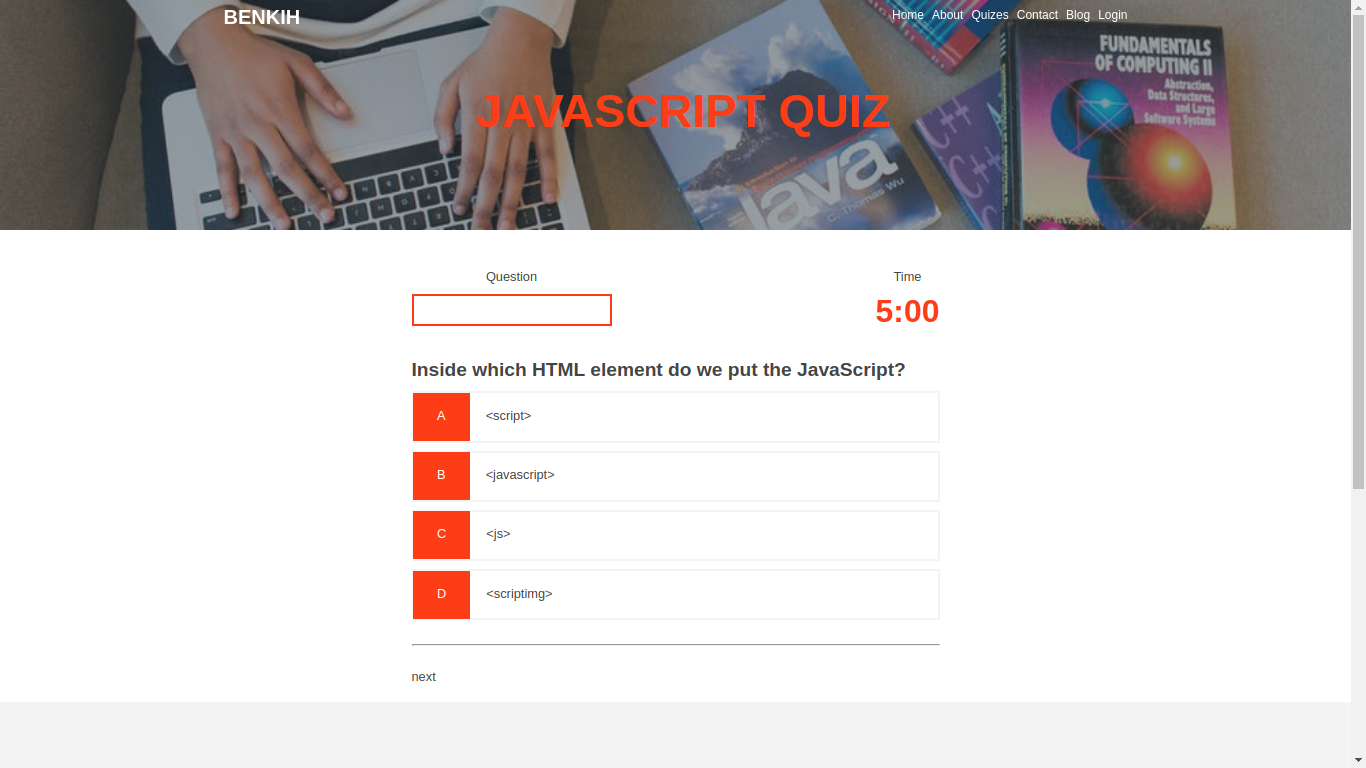 BENKIH
Home About Quizes Contact Blog Login
JAVASCRIPT QUIZ
FUNDAMENTALS
OF COMPUTING II
Abstraction,
Data Structures,
and Large
Software Systems
Introduction to
Java
C. Thomas Wu
C++
C++
Question
Time
5:00
Inside which HTML element do we put the JavaScript?
A <script>
B <javascript>
C <js>
D <scriptimg>
next